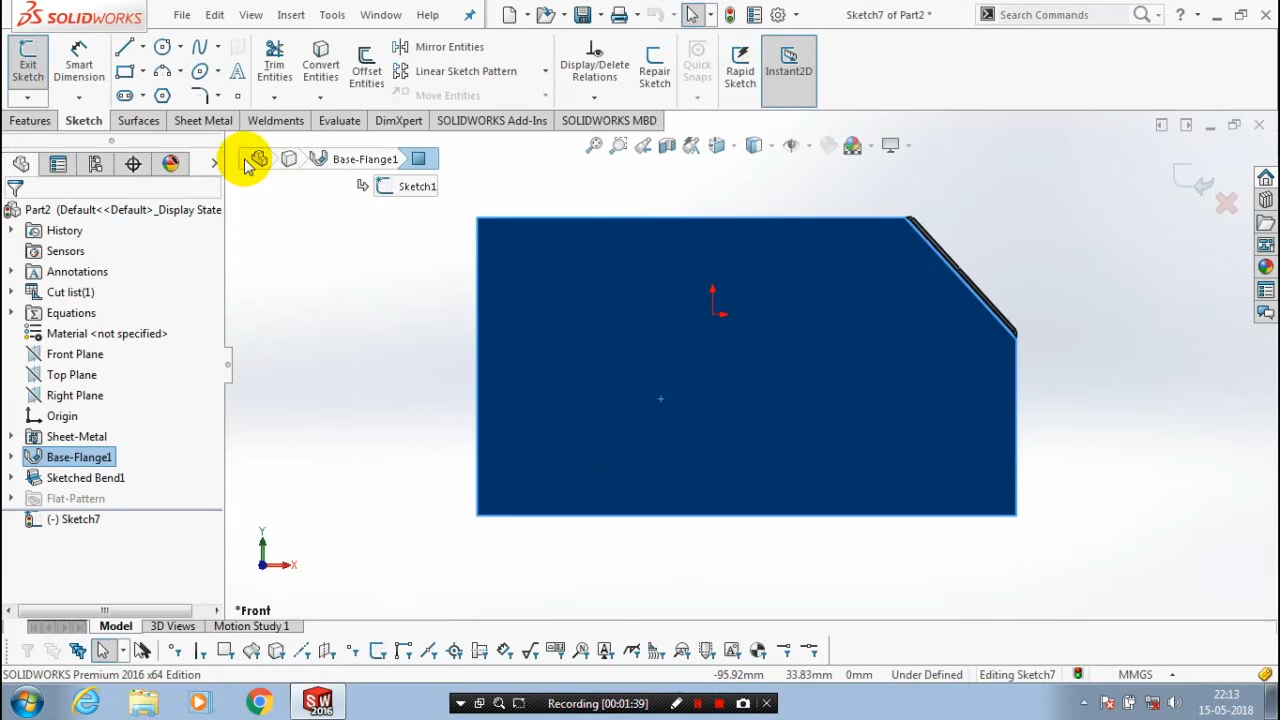 SOLIDWORKS
File Edit View Insert Tools Window Help
Sketch7 of Part2 *
Search Commands
Exit Sketch
Smart Dimension
Trim Entities
Convert Entities
Offset Entities
Mirror Entities
Linear Sketch Pattern
Move Entities
Display/Delete Relations
Repair Sketch
Quick Snaps
Rapid Sketch
Instant2D
Features Sketch Surfaces Sheet Metal Weldments Evaluate DimXpert SOLIDWORKS Add-Ins SOLIDWORKS MBD
Base-Flange1
Sketch1
Part2 (Default<<Default>_Display State
History
Sensors
Annotations
Cut list(1)
Equations
Material <not specified>
Front Plane
Top Plane
Right Plane
Origin
Sheet-Metal
Base-Flange1
Sketched Bend1
Flat-Pattern
(-) Sketch7
Y
X
*Front
Model 3D Views Motion Study 1
SOLIDWORKS Premium 2016 x64 Edition -95.92mm 33.83mm 0mm Under Defined Editing Sketch7 MMGS
SW 2016
Recording [00:01:39]
22:13
15-05-2018